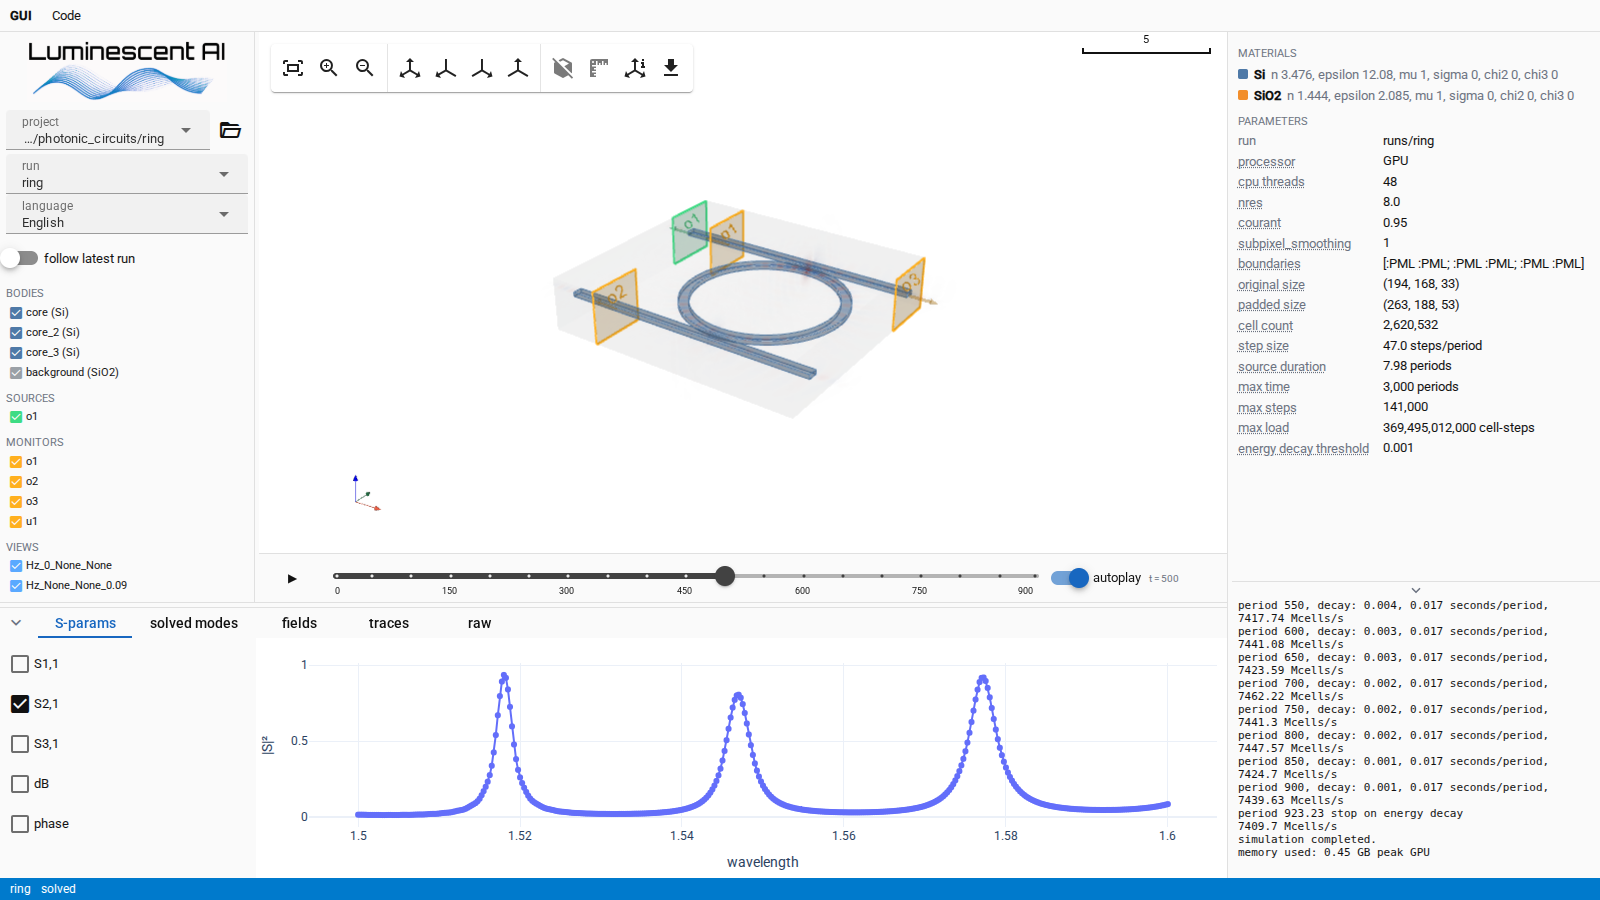 GUI Code
Luminescent AI
project
.../photonic_circuits/ring
run
ring
language
English
follow latest run
BODIES
core (Si)
core_2 (Si)
core_3 (Si)
background (SiO2)
SOURCES
o1
MONITORS
o1
o2
o3
u1
VIEWS
Hz_0_None_None
Hz_None_None_0.09
5
o1
o1
o2
o3
0 150 300 450 600 750 900
autoplay t = 500
S-params solved modes fields traces raw
S1,1
S2,1
S3,1
dB
phase
|S|²
1
0.5
0
1.5 1.52 1.54 1.56 1.58 1.6
wavelength
MATERIALS
Si n 3.476, epsilon 12.08, mu 1, sigma 0, chi2 0, chi3 0
SiO2 n 1.444, epsilon 2.085, mu 1, sigma 0, chi2 0, chi3 0
PARAMETERS
run runs/ring
processor GPU
cpu threads 48
nres 8.0
courant 0.95
subpixel_smoothing 1
boundaries [:PML :PML; :PML :PML; :PML :PML]
original size (194, 168, 33)
padded size (263, 188, 53)
cell count 2,620,532
step size 47.0 steps/period
source duration 7.98 periods
max time 3,000 periods
max steps 141,000
max load 369,495,012,000 cell-steps
energy decay threshold 0.001
period 550, decay: 0.004, 0.017 seconds/period,
7417.74 Mcells/s
period 600, decay: 0.003, 0.017 seconds/period,
7441.08 Mcells/s
period 650, decay: 0.003, 0.017 seconds/period,
7423.59 Mcells/s
period 700, decay: 0.002, 0.017 seconds/period,
7462.22 Mcells/s
period 750, decay: 0.002, 0.017 seconds/period,
7441.3 Mcells/s
period 800, decay: 0.002, 0.017 seconds/period,
7447.57 Mcells/s
period 850, decay: 0.001, 0.017 seconds/period,
7424.7 Mcells/s
period 900, decay: 0.001, 0.017 seconds/period,
7439.63 Mcells/s
period 923.23 stop on energy decay
7409.7 Mcells/s
simulation completed.
memory used: 0.45 GB peak GPU
ring solved